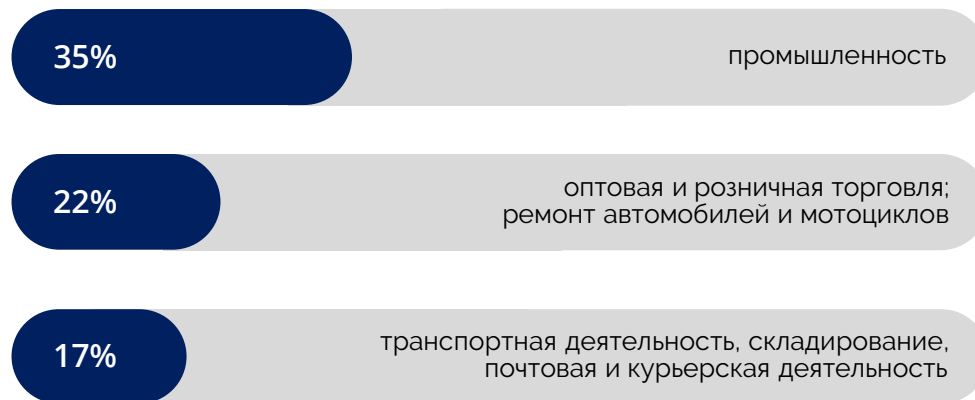 35%
промышленность
22%
оптовая и розничная торговля;
ремонт автомобилей и мотоциклов
17%
транспортная деятельность, складирование,
почтовая и курьерская деятельность